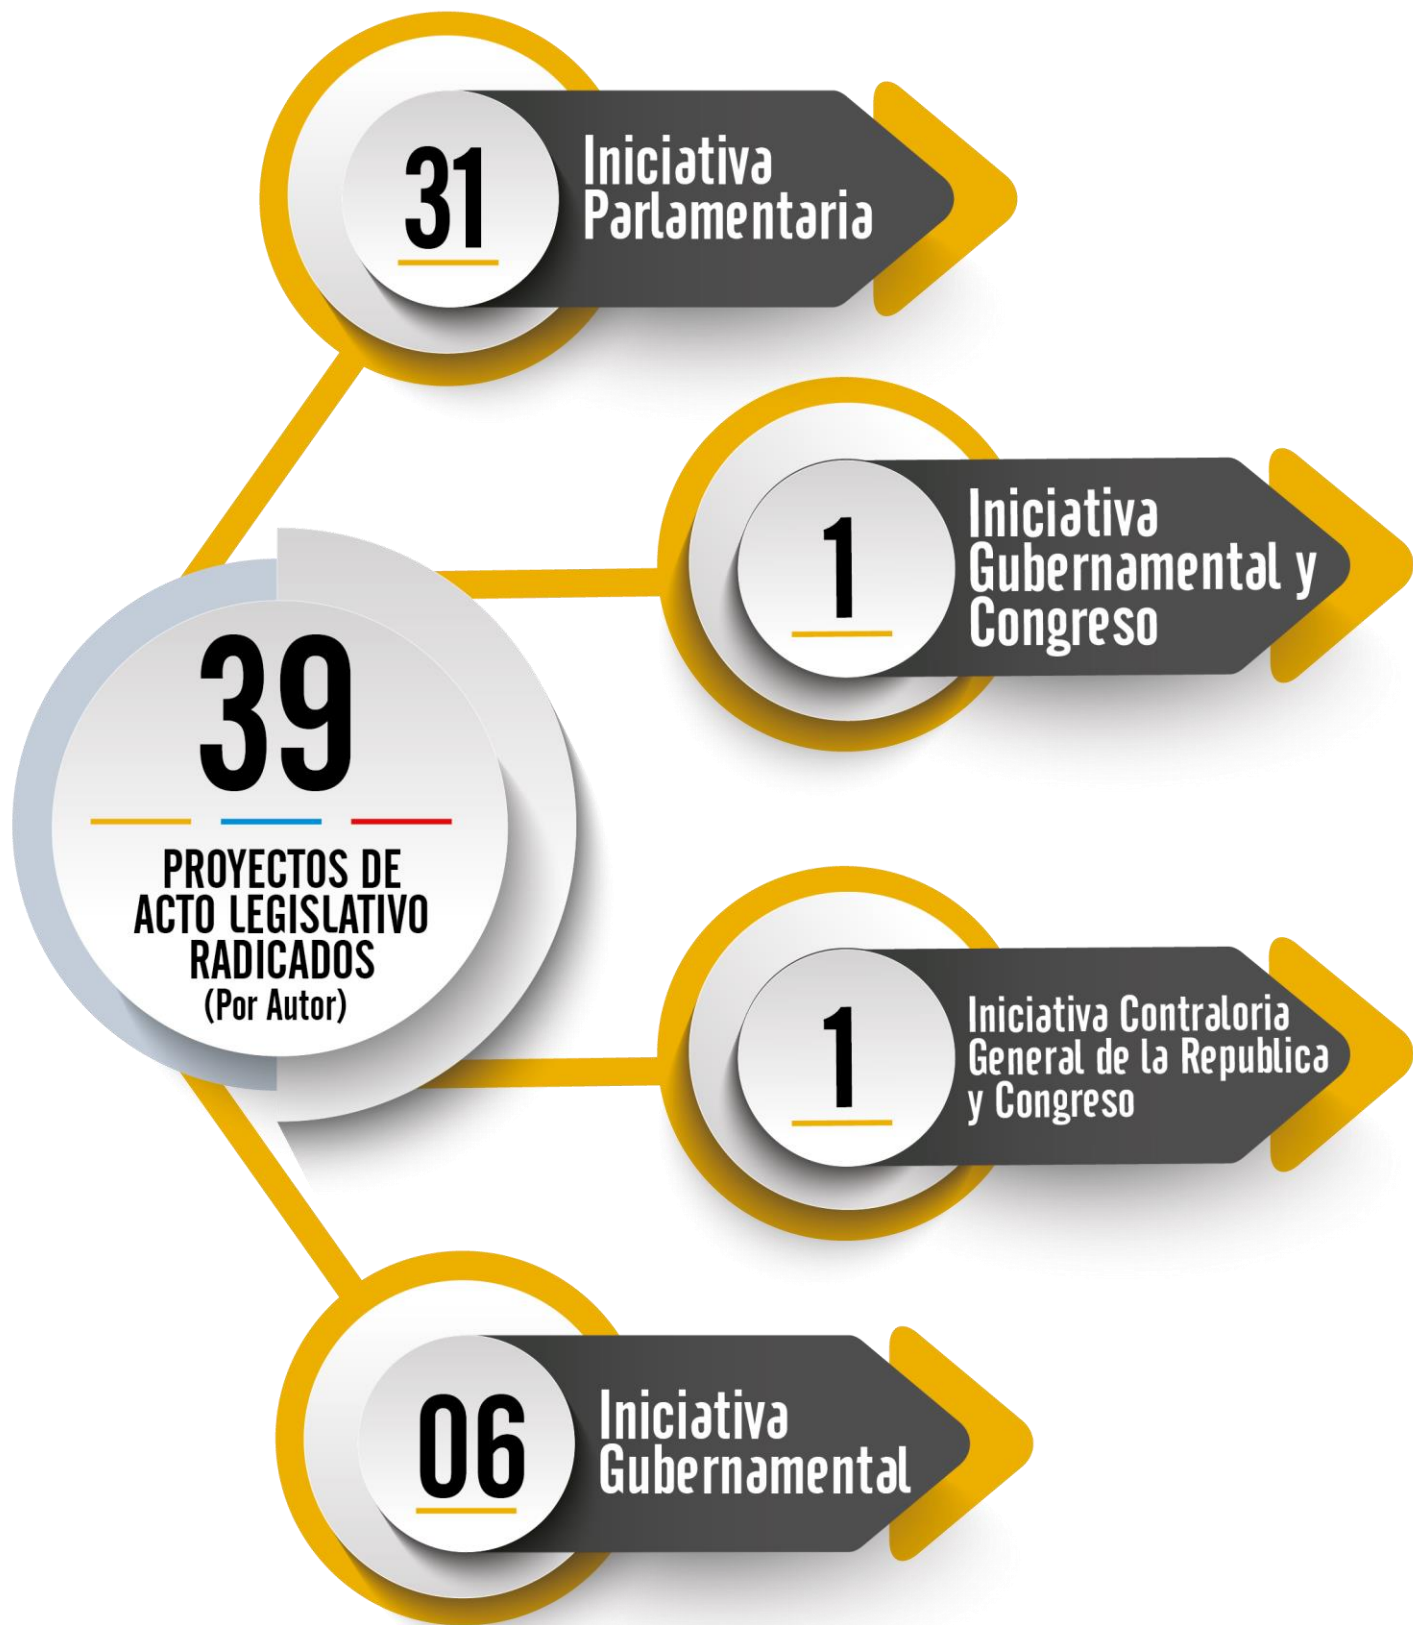 31
Iniciativa
Parlamentaria
1
Iniciativa
Gubernamental y
Congreso
39
PROYECTOS DE
ACTO LEGISLATIVO
RADICADOS
(Por Autor)
1
Iniciativa Contraloria
General de la Republica
y Congreso
06
Iniciativa
Gubernamental